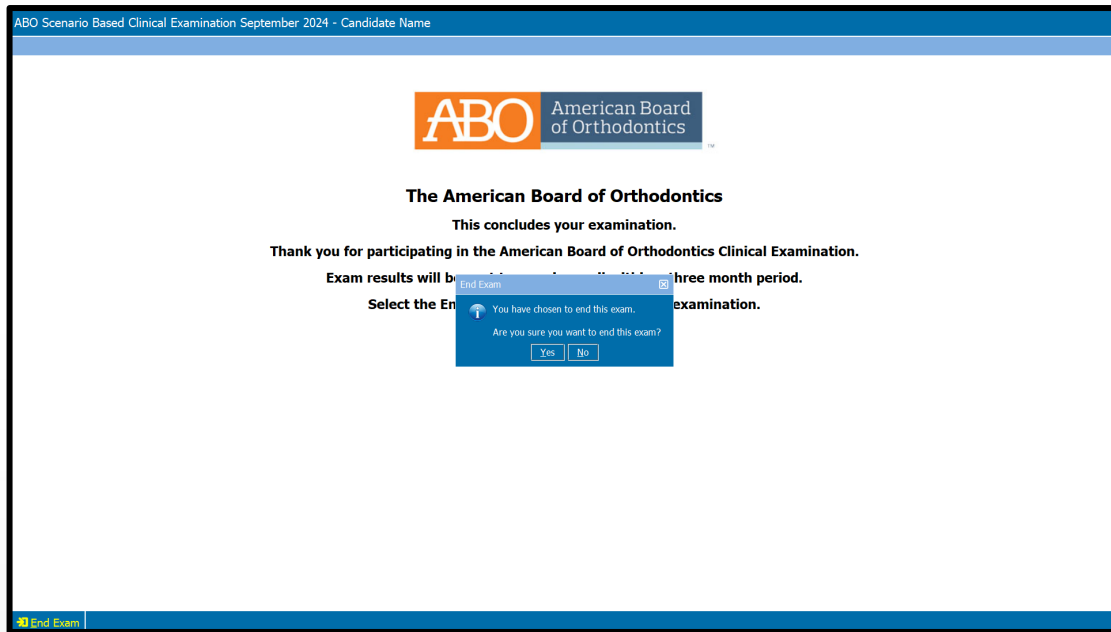 ABO Scenario Based Clinical Examination September 2024 - Candidate Name
ABO American Board
of Orthodontics
TM
The American Board of Orthodontics
This concludes your examination.
Thank you for participating in the American Board of Orthodontics Clinical Examination.
Exam results will be three month period.
Select the En examination.
End Exam
You have chosen to end this exam.
Are you sure you want to end this exam?
Yes No
End Exam